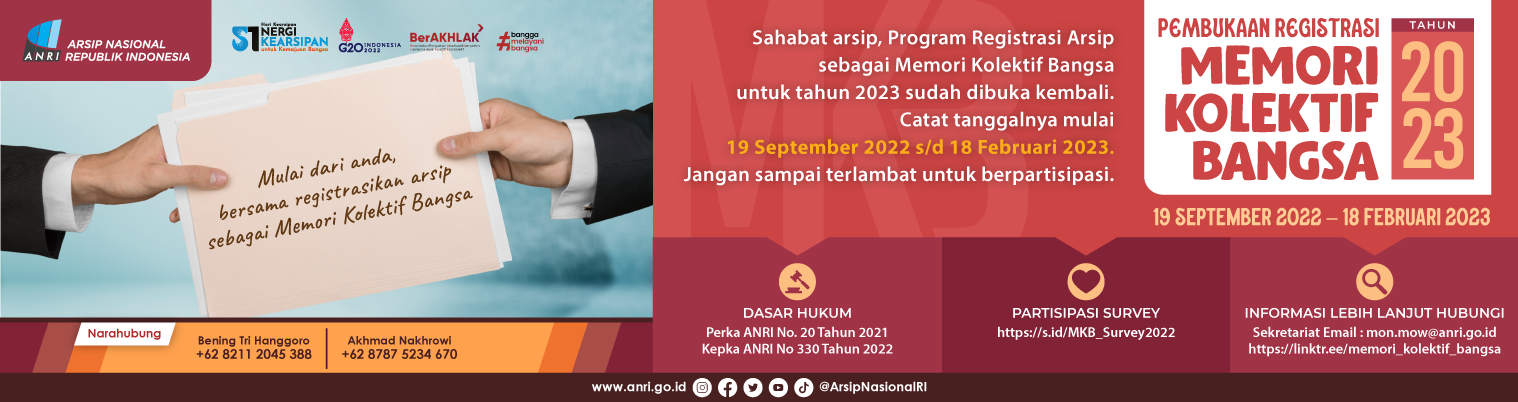 ANRI
ARSIP NASIONAL
REPUBLIK INDONESIA
Hari Kearsipan
51 NERGI
KEARSIPAN
untuk Kemajuan Bangsa
G20 INDONESIA
2022
BerAKHLAK
#bangga
melayani
bangsa
Mulai dari anda,
bersama registrasikan arsip
sebagai Memori Kolektif Bangsa
Narahubung
Bening Tri Hanggoro
+62 8211 2045 388
Akhmad Nakhrowi
+62 8787 5234 670
Sahabat arsip, Program Registrasi Arsip
sebagai Memori Kolektif Bangsa
untuk tahun 2023 sudah dibuka kembali.
Catat tanggalnya mulai
19 September 2022 s/d 18 Februari 2023.
Jangan sampai terlambat untuk berpartisipasi.
PEMBUKAAN REGISTRASI
MEMORI
KOLEKTIF
BANGSA
TAHUN
20
23
19 SEPTEMBER 2022 – 18 FEBRUARI 2023
DASAR HUKUM
Perka ANRI No. 20 Tahun 2021
Kepka ANRI No 330 Tahun 2022
PARTISIPASI SURVEY
https://s.id/MKB_Survey2022
INFORMASI LEBIH LANJUT HUBUNGI
Sekretariat Email : mon.mow@anri.go.id
https://linktr.ee/memori_kolektif_bangsa
www.anri.go.id
@ArsipNasionalRI